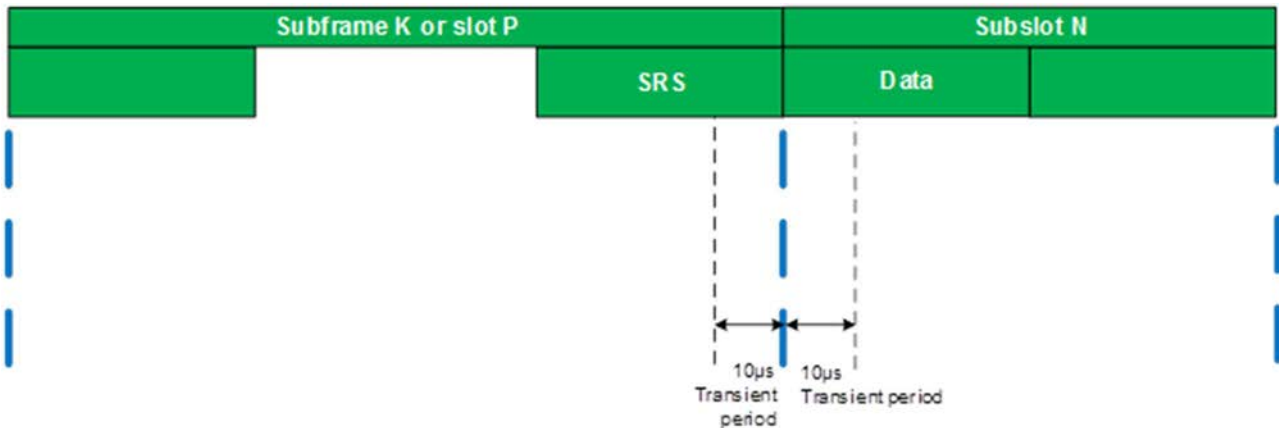 Subframe K or slot P
Subslot N
SRS
Data
10µs
Transient
period
10µs
Transient period